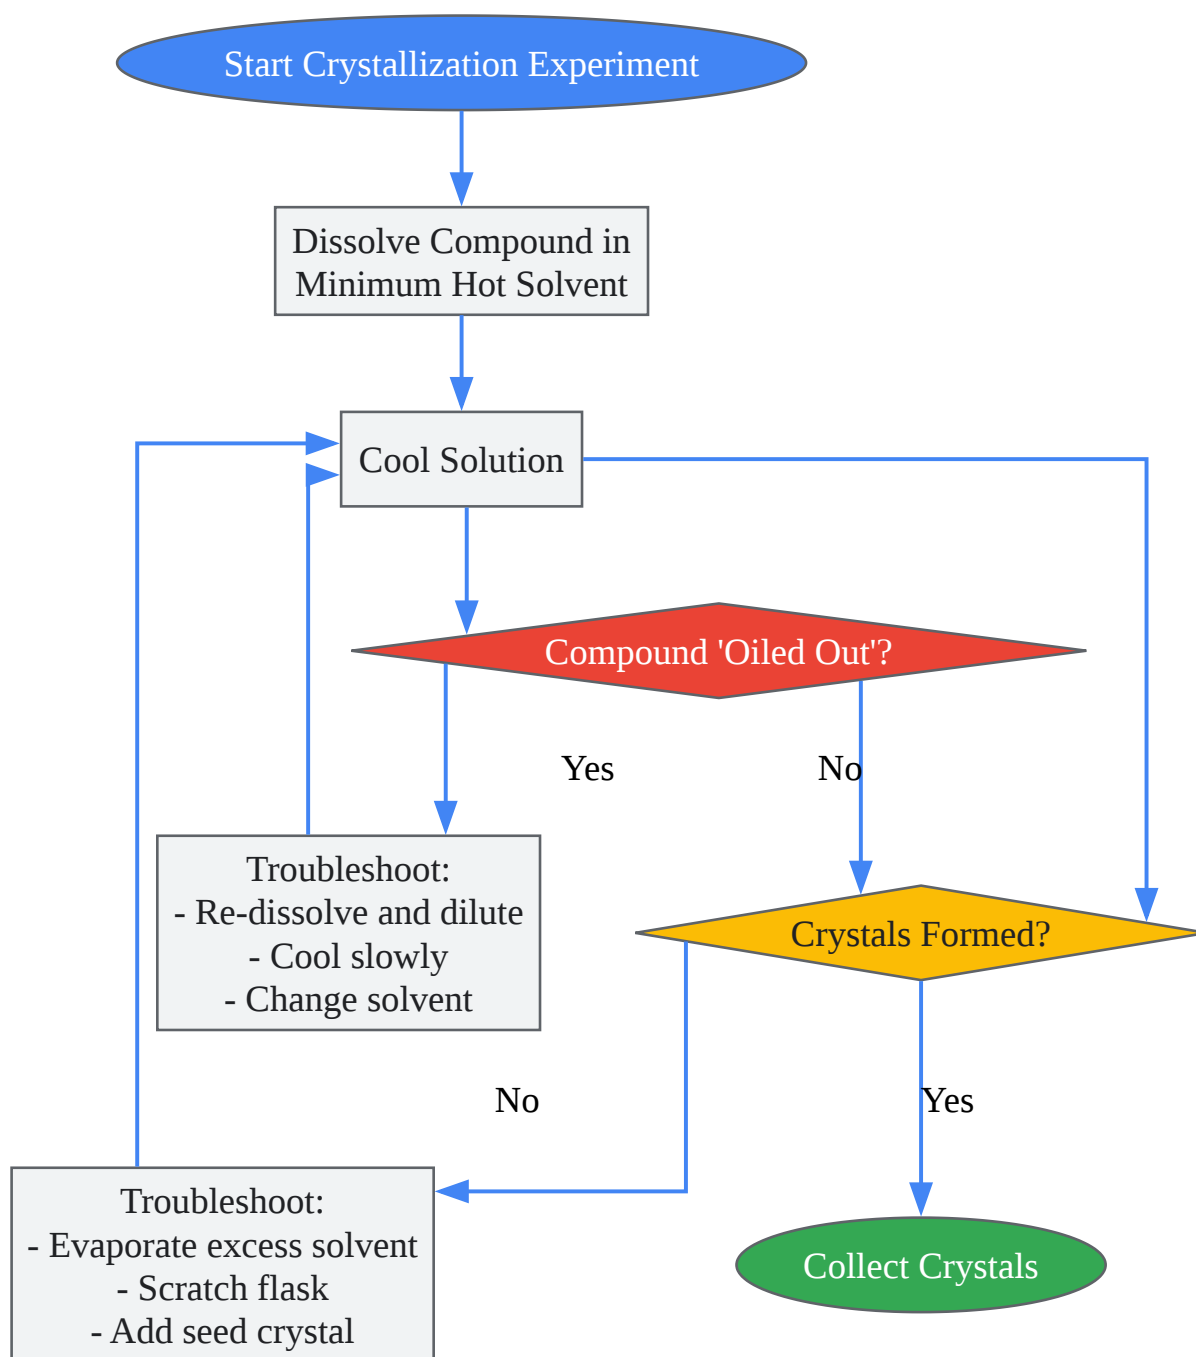 Start Crystallization Experiment
Dissolve Compound in
Minimum Hot Solvent
Cool Solution
Compound 'Oiled Out'?
Yes
No
Troubleshoot:
- Re-dissolve and dilute
- Cool slowly
- Change solvent
Crystals Formed?
No
Yes
Troubleshoot:
- Evaporate excess solvent
- Scratch flask
- Add seed crystal
Collect Crystals